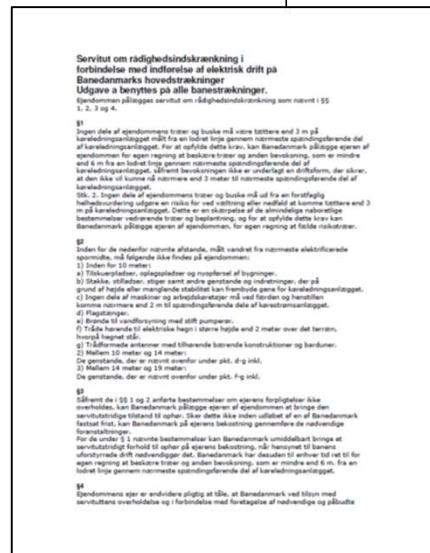 Servitut om rådighedsindskrænkning i
forbindelse med indførelse af elektrisk drift på
Banedanmarks hovedstrækninger
Udgave a benyttes på alle banestrækninger.
Ejendommen pålægges servitut om rådighedsindskrænkning som nævnt i §§
1, 2, 3 og 4.
§1
Ingen dele af ejendommens træer og buske må være tættere end 3 m på
køreledningsanlægget målt fra en lodret linje gennem nærmeste spændingsførende del
af køreledningsanlægget. For at opfylde dette krav, kan Banedanmark pålægge ejeren af
ejendommen for egen regning at beskære træer og anden bevoksning, som er mindre
end 6 m fra en lodret linje gennem nærmeste spændingsførende del af
køreledningsanlægget, såfremt bevoksningen ikke er underlagt en driftsform, der sikrer,
at den ikke vil kunne nå nærmere end 3 meter til nærmeste spændingsførende del af
køreledningsanlægget.
Stk. 2. Ingen dele af ejendommens træer og buske må ud fra en forstfaglig
helhedsvurdering udgøre en risiko for ved væltning eller nedfald at komme tættere end 3
m på køreledningsanlægget. Dette er en skærpelse af de almindelige naboretlige
bestemmelser vedrørende træer og beplantning, og for at opfylde dette krav kan
Banedanmark pålægge ejeren af ejendommen, for egen regning at fælde risikotræer.
§2
Inden for de nedenfor nævnte afstande, målt vandret fra nærmeste elektrificerede
spormidte, må følgende ikke findes på ejendommen:
1) Inden for 10 meter:
a) Tilskuerpladser, oplagspladser og nyopførsel af bygninger.
b) Stakke, stilladser, stiger samt andre genstande og indretninger, der på
grund af højde eller manglende stabilitet kan frembyde gene for køreledningsanlægget.
c) Ingen dele af maskiner og arbejdskøretøjer må ved færden og henstillen
komme nærmere end 2 m til spændingsførende dele af kørestrømsanlægget.
d) Flagstænger.
e) Brønde til vandforsyning med stift pumperør.
f) Tråde hørende til elektriske hegn i større højde end 2 meter over det terræn,
hvorpå hegnet står.
g) Trådformede antenner med tilhørende bærende konstruktioner og barduner.
2) Mellem 10 meter og 14 meter:
De genstande, der er nævnt ovenfor under pkt. d-g inkl.
3) Mellem 14 meter og 19 meter:
De genstande, der er nævnt ovenfor under pkt. f-g inkl.
§3
Såfremt de i §§ 1 og 2 anførte bestemmelser om ejerens forpligtelser ikke
overholdes, kan Banedanmark pålægge ejeren af ejendommen at bringe den
servitutstridige tilstand til ophør. Sker dette ikke inden udløbet af en af Banedanmark
fastsat frist, kan Banedanmark på ejerens bekostning gennemføre de nødvendige
foranstaltninger.
For de under § 1 nævnte bestemmelser kan Banedanmark umiddelbart bringe et
servitutstridigt forhold til ophør på ejerens bekostning, når hensynet til banens
uforstyrrede drift nødvendiggør det. Banedanmark har desuden til enhver tid ret til for
egen regning at beskære træer og anden bevoksning, som er mindre end 6 m. fra en
lodret linje gennem nærmeste spændingsførende del af køreledningsanlægget.
§4
Ejendommens ejer er endvidere pligtig at tåle, at Banedanmark ved tilsyn med
servituttens overholdelse og i forbindelse med foretagelse af nødvendige og påbudte